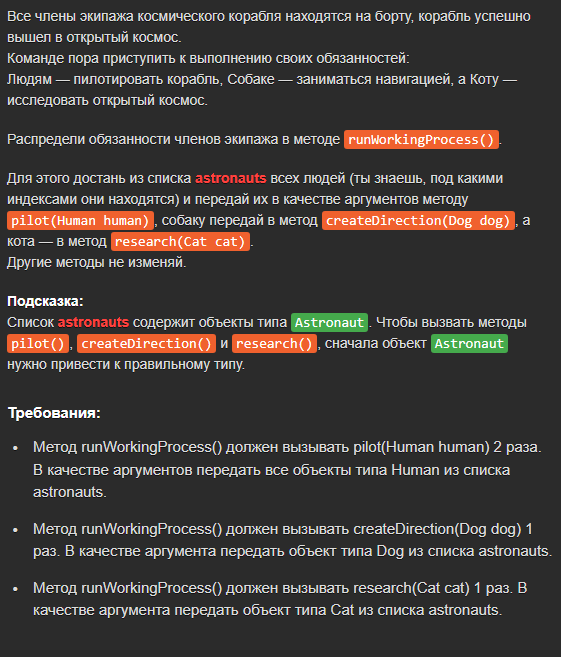 Все члены экипажа космического корабля находятся на борту, корабль успешно
вышел в открытый космос.
Команде пора приступить к выполнению своих обязанностей:
Людям — пилотировать корабль, Собаке — заниматься навигацией, а Коту —
исследовать открытый космос.
Распредели обязанности членов экипажа в методе runWorkingProcess().
Для этого достань из списка astronauts всех людей (ты знаешь, под какими
индексами они находятся) и передай их в качестве аргументов методу
pilot(Human human), собаку передай в метод createDirection(Dog dog), а
кота — в метод research(Cat cat).
Другие методы не изменяй.
Подсказка:
Список astronauts содержит объекты типа Astronaut. Чтобы вызвать методы
pilot(), createDirection() и research(), сначала объект Astronaut
нужно привести к правильному типу.
Требования:
• Метод runWorkingProcess() должен вызывать pilot(Human human) 2 раза.
В качестве аргументов передать все объекты типа Human из списка
astronauts.
• Метод runWorkingProcess() должен вызывать createDirection(Dog dog) 1
раз. В качестве аргумента передать объект типа Dog из списка astronauts.
• Метод runWorkingProcess() должен вызывать research(Cat cat) 1 раз. В
качестве аргумента передать объект типа Cat из списка astronauts.